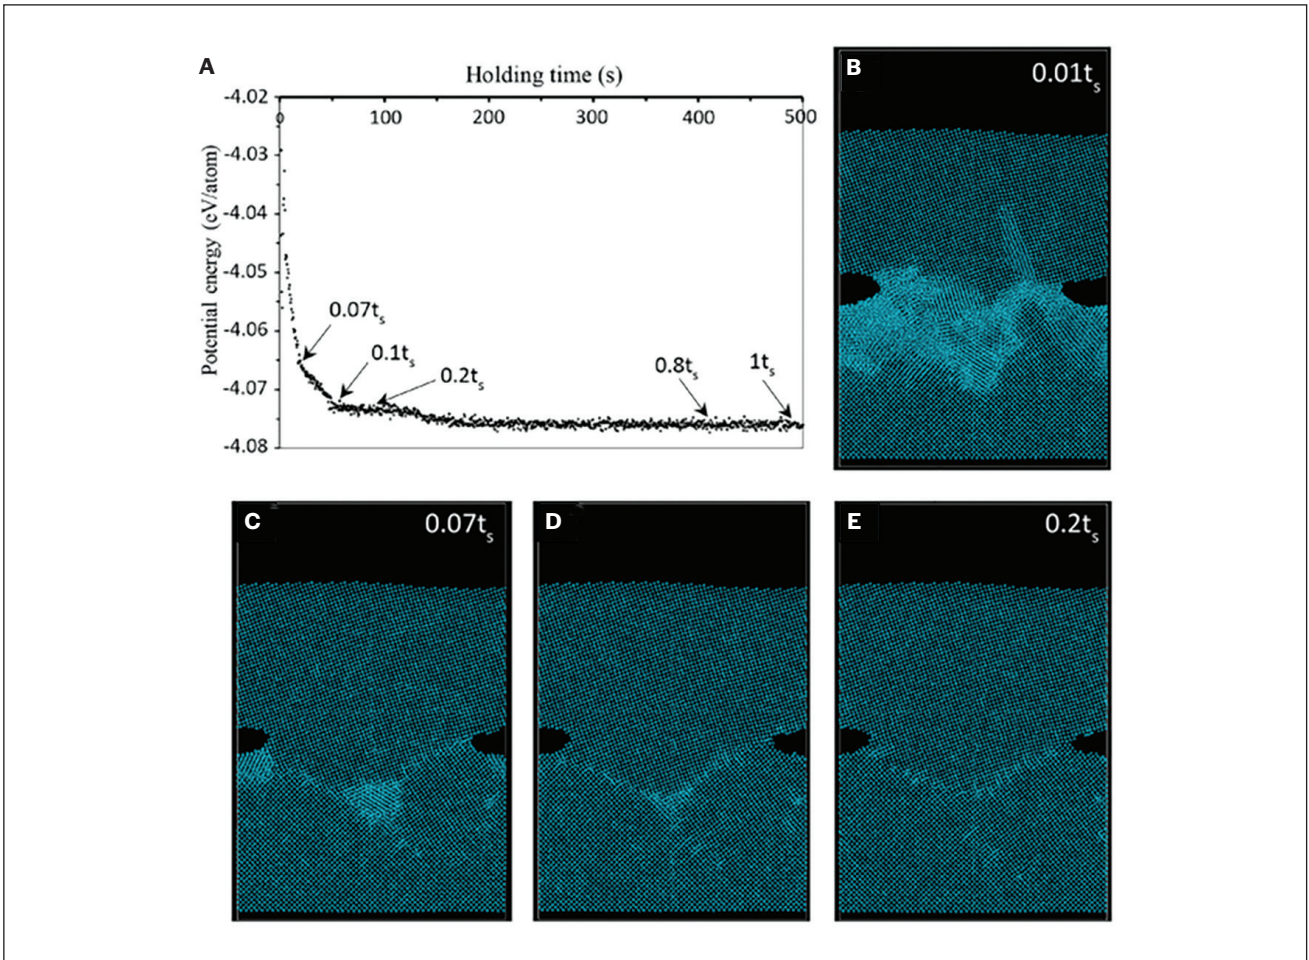 A
Holding time (s)
-4.02
0
100
200
300
400
500
-4.03
-4.04
-4.05
-4.06
-4.07
-4.08
Potential energy (eV/atom)
0.07ts
0.1ts
0.2ts
0.8ts
1ts
B
0.01ts
C
0.07ts
D
E
0.2ts